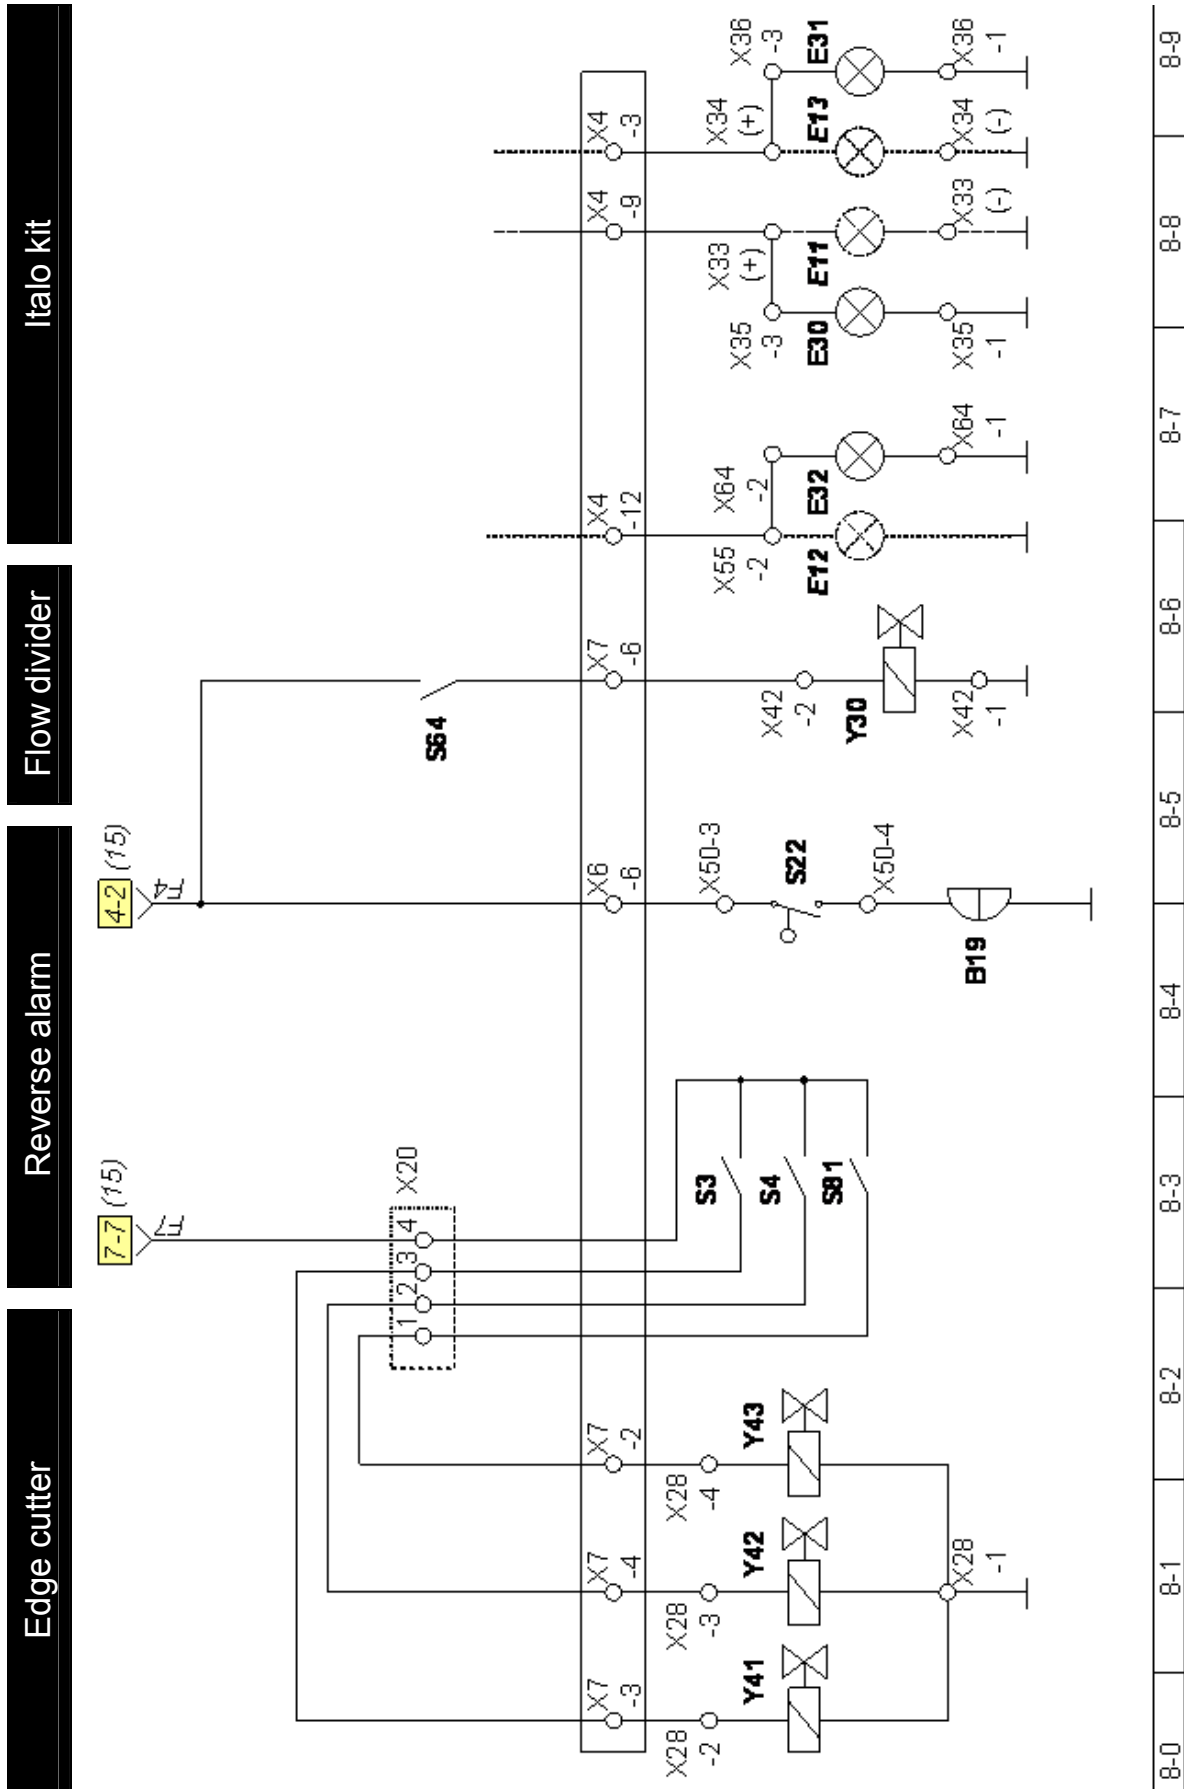 Edge cutter
Reverse alarm
Flow divider
Italo kit
7-7 (15)
F7
4-2 (15)
F4
X20
1 2 3 4
S64
X7
-3
X7
-4
X7
-2
X6
-6
X7
-6
X4
-12
X4
-9
X4
-3
X28
-2
X28
-3
X28
-4
S3
S4
S81
X50-3
S22
X50-4
B19
X42
-2
Y30
X42
-1
X55
-2
X64
-2
E12
E32
X64
-1
X35
-3
X33
(+)
E30
E11
X35
-1
X33
(-)
X34
(+)
X36
-3
E13
E31
X34
(-)
X36
-1
Y41
Y42
Y43
X28
-1
8-0 8-1 8-2 8-3 8-4 8-5 8-6 8-7 8-8 8-9